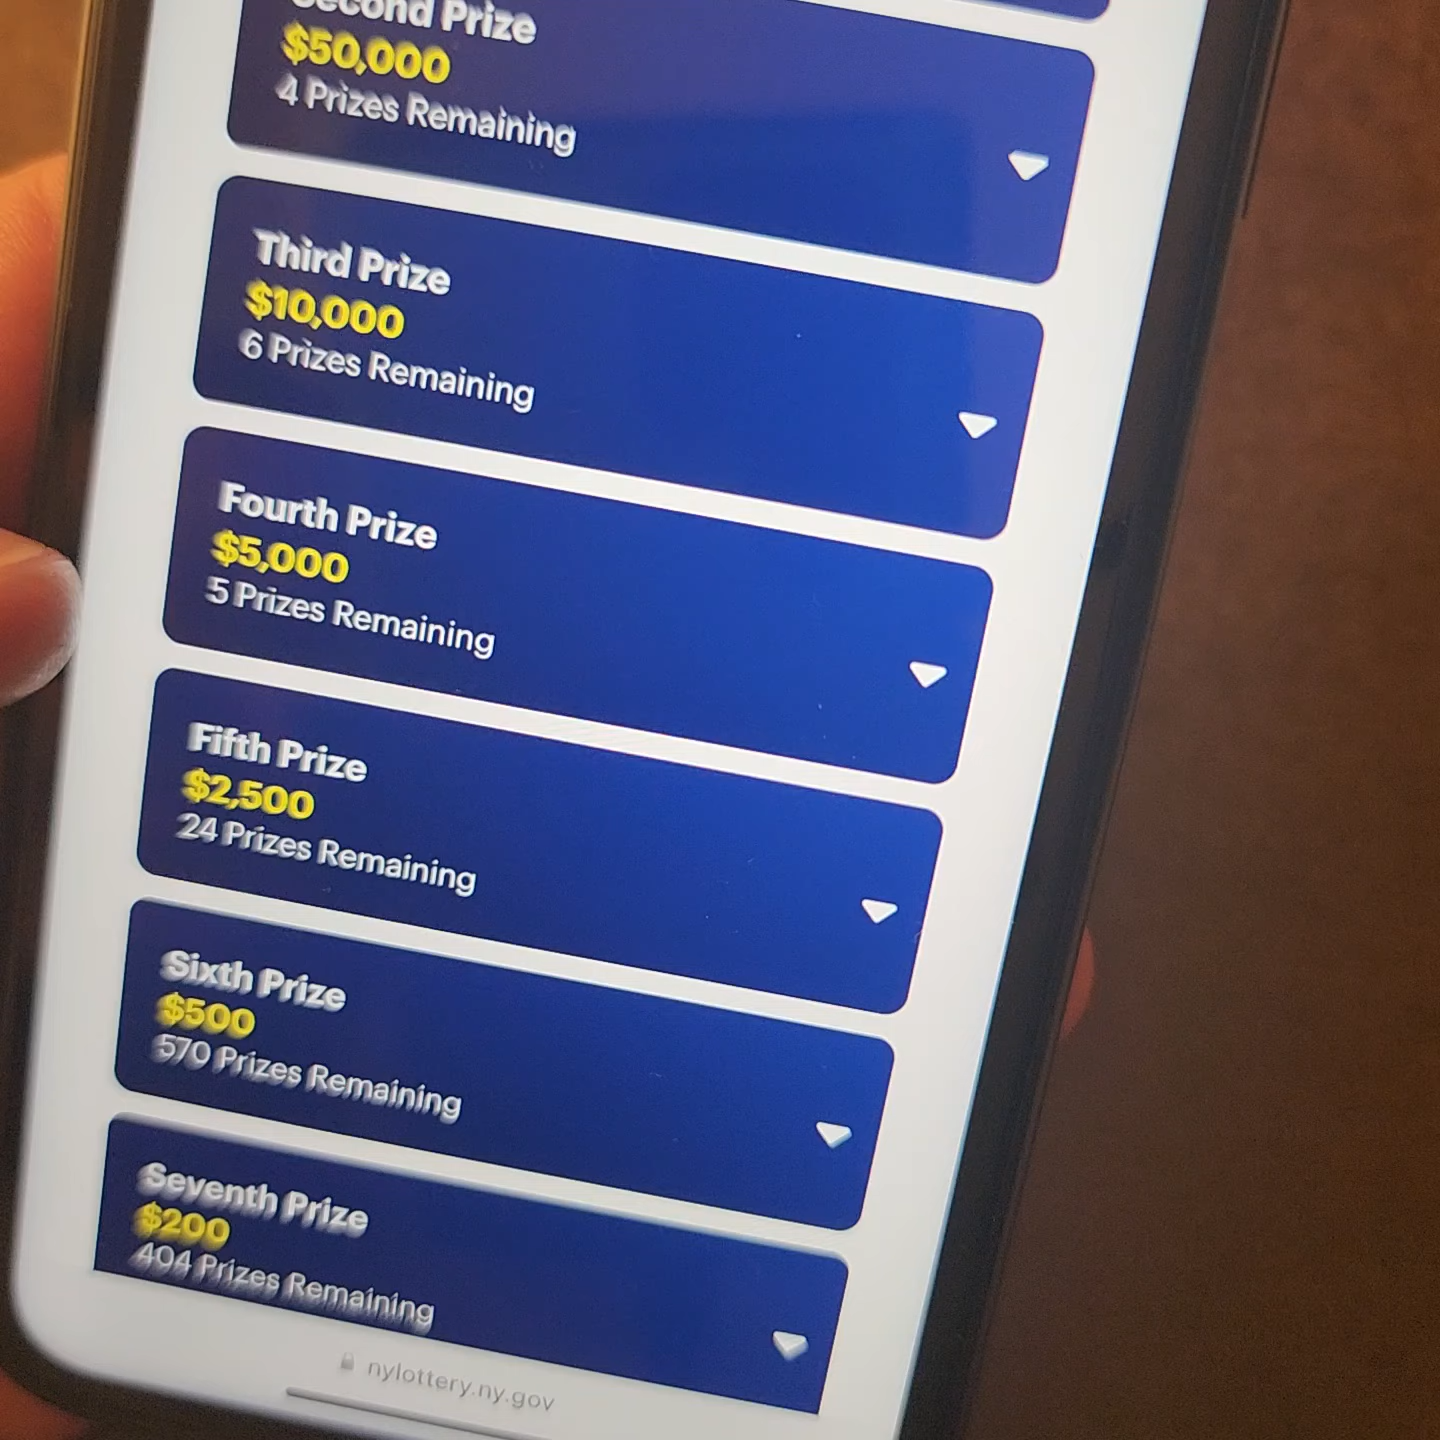 Second Prize
$50,000
4 Prizes Remaining
Third Prize
$10,000
6 Prizes Remaining
Fourth Prize
$5,000
5 Prizes Remaining
Fifth Prize
$2,500
24 Prizes Remaining
Sixth Prize
$500
570 Prizes Remaining
Seventh Prize
$200
404 Prizes Remaining
nylottery.ny.gov